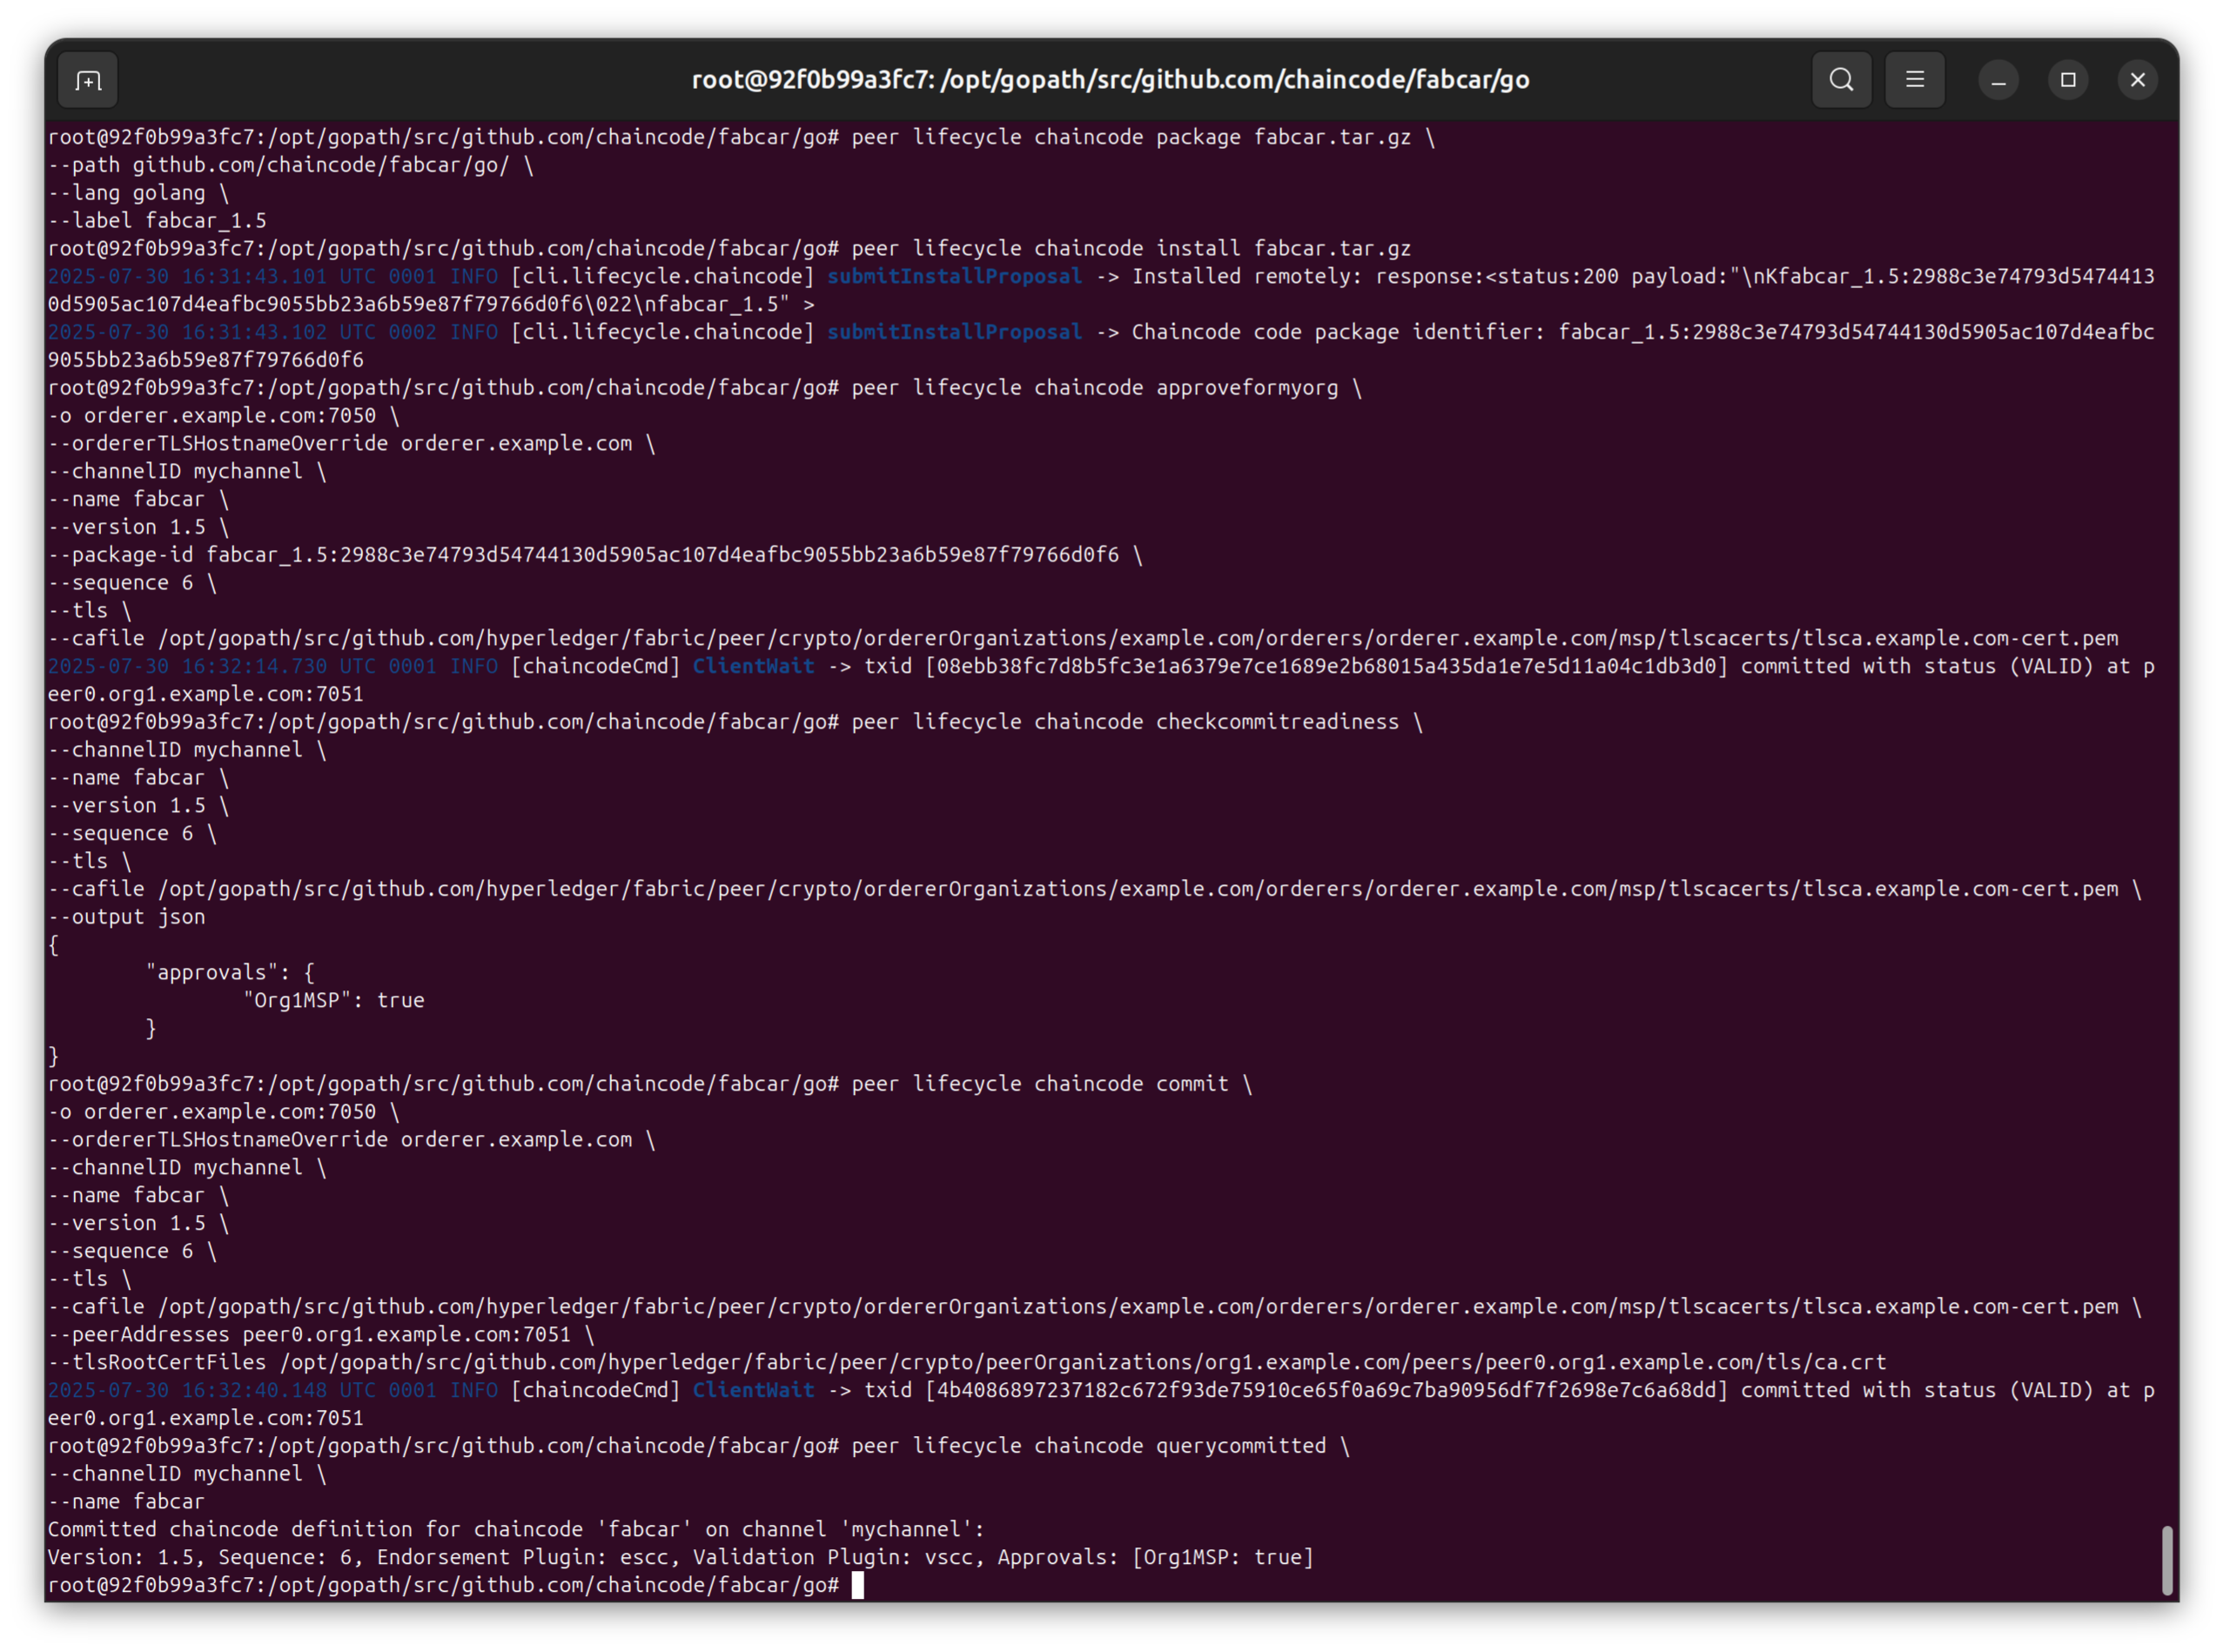 root@92f0b99a3fc7: /opt/gopath/src/github.com/chaincode/fabcar/go
root@92f0b99a3fc7:/opt/gopath/src/github.com/chaincode/fabcar/go# peer lifecycle chaincode package fabcar.tar.gz \
--path github.com/chaincode/fabcar/go/ \
--lang golang \
--label fabcar_1.5
root@92f0b99a3fc7:/opt/gopath/src/github.com/chaincode/fabcar/go# peer lifecycle chaincode install fabcar.tar.gz
2025-07-30 16:31:43.101 UTC 0001 INFO [cli.lifecycle.chaincode] submitInstallProposal -> Installed remotely: response:<status:200 payload:"\nKfabcar_1.5:2988c3e74793d5474413
0d5905ac107d4eafbc9055bb23a6b59e87f79766d0f6\022\nfabcar_1.5" >
2025-07-30 16:31:43.102 UTC 0002 INFO [cli.lifecycle.chaincode] submitInstallProposal -> Chaincode code package identifier: fabcar_1.5:2988c3e74793d54744130d5905ac107d4eafbc
9055bb23a6b59e87f79766d0f6
root@92f0b99a3fc7:/opt/gopath/src/github.com/chaincode/fabcar/go# peer lifecycle chaincode approveformyorg \
-o orderer.example.com:7050 \
--ordererTLSHostnameOverride orderer.example.com \
--channelID mychannel \
--name fabcar \
--version 1.5 \
--package-id fabcar_1.5:2988c3e74793d54744130d5905ac107d4eafbc9055bb23a6b59e87f79766d0f6 \
--sequence 6 \
--tls \
--cafile /opt/gopath/src/github.com/hyperledger/fabric/peer/crypto/ordererOrganizations/example.com/orderers/orderer.example.com/msp/tlscacerts/tlsca.example.com-cert.pem
2025-07-30 16:32:14.730 UTC 0001 INFO [chaincodeCmd] ClientWait -> txid [08ebb38fc7d8b5fc3e1a6379e7ce1689e2b68015a435da1e7e5d11a04c1db3d0] committed with status (VALID) at p
eer0.org1.example.com:7051
root@92f0b99a3fc7:/opt/gopath/src/github.com/chaincode/fabcar/go# peer lifecycle chaincode checkcommitreadiness \
--channelID mychannel \
--name fabcar \
--version 1.5 \
--sequence 6 \
--tls \
--cafile /opt/gopath/src/github.com/hyperledger/fabric/peer/crypto/ordererOrganizations/example.com/orderers/orderer.example.com/msp/tlscacerts/tlsca.example.com-cert.pem \
--output json
{
"approvals": {
"Org1MSP": true
}
}
root@92f0b99a3fc7:/opt/gopath/src/github.com/chaincode/fabcar/go# peer lifecycle chaincode commit \
-o orderer.example.com:7050 \
--ordererTLSHostnameOverride orderer.example.com \
--channelID mychannel \
--name fabcar \
--version 1.5 \
--sequence 6 \
--tls \
--cafile /opt/gopath/src/github.com/hyperledger/fabric/peer/crypto/ordererOrganizations/example.com/orderers/orderer.example.com/msp/tlscacerts/tlsca.example.com-cert.pem \
--peerAddresses peer0.org1.example.com:7051 \
--tlsRootCertFiles /opt/gopath/src/github.com/hyperledger/fabric/peer/crypto/peerOrganizations/org1.example.com/peers/peer0.org1.example.com/tls/ca.crt
2025-07-30 16:32:40.148 UTC 0001 INFO [chaincodeCmd] ClientWait -> txid [4b4086897237182c672f93de75910ce65f0a69c7ba90956df7f2698e7c6a68dd] committed with status (VALID) at p
eer0.org1.example.com:7051
root@92f0b99a3fc7:/opt/gopath/src/github.com/chaincode/fabcar/go# peer lifecycle chaincode querycommitted \
--channelID mychannel \
--name fabcar
Committed chaincode definition for chaincode 'fabcar' on channel 'mychannel':
Version: 1.5, Sequence: 6, Endorsement Plugin: escc, Validation Plugin: vscc, Approvals: [Org1MSP: true]
root@92f0b99a3fc7:/opt/gopath/src/github.com/chaincode/fabcar/go#